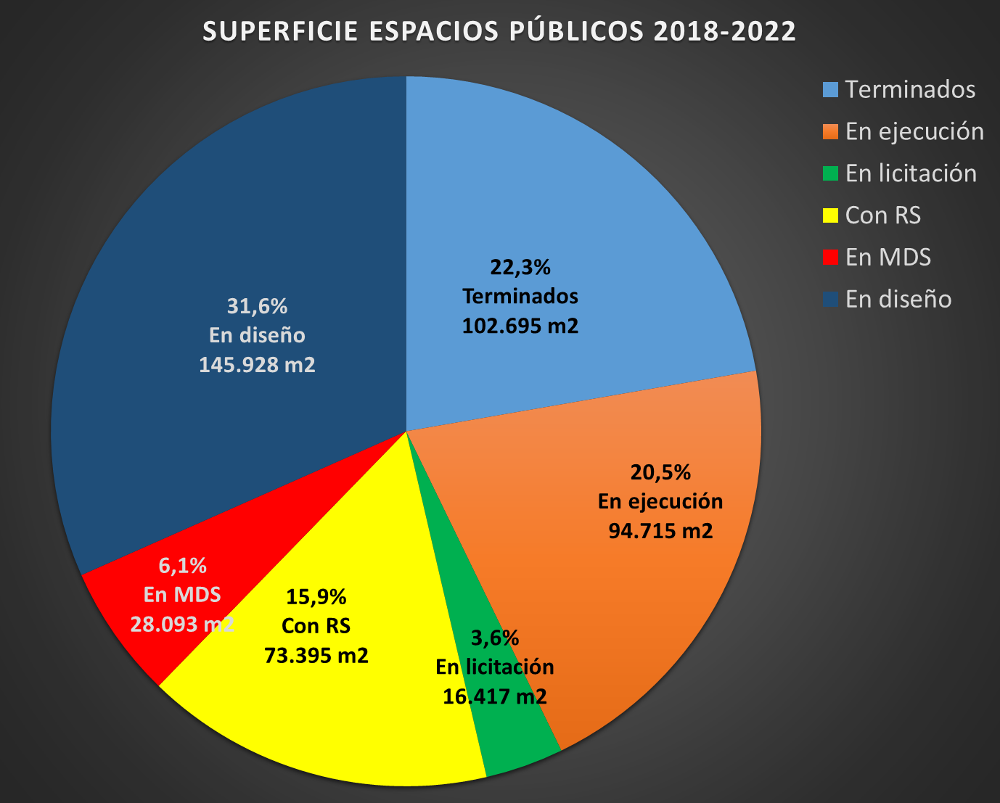 SUPERFICIE ESPACIOS PÚBLICOS 2018-2022
Terminados
En ejecución
En licitación
Con RS
En MDS
En diseño
22,3%
Terminados
102.695 m2
20,5%
En ejecución
94.715 m2
3,6%
En licitación
16.417 m2
15,9%
Con RS
73.395 m2
6,1%
En MDS
28.093 m2
31,6%
En diseño
145.928 m2